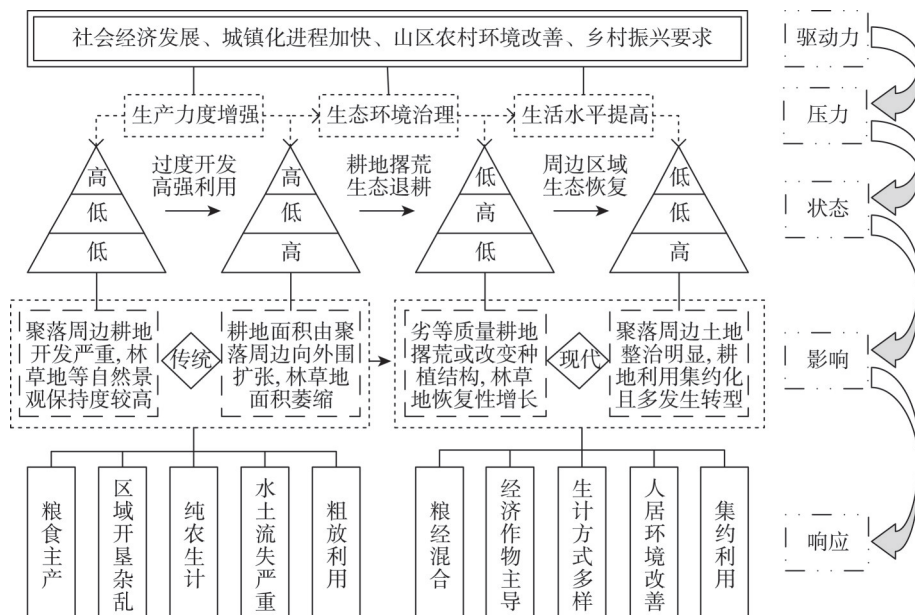 社会经济发展、城镇化进程加快、山区农村环境改善、乡村振兴要求
驱动力
生产力度增强
生态环境治理
生活水平提高
压力
高
低
低
过度开发
高强利用
高
低
高
耕地撂荒
生态退耕
低
高
低
周边区域
生态恢复
低
低
高
状态
聚落周边耕地
开发严重,林
草地等自然景
观保持度较高
传统
耕地面积由聚
落周边向外围
扩张,林草地
面积萎缩
劣等质量耕地
撂荒或改变种
植结构,林草
地恢复性增长
现代
聚落周边土地
整治明显,耕
地利用集约化
且多发生转型
影响
粮食主产
区域开垦杂乱
纯农生计
水土流失严重
粗放利用
粮经混合
经济作物主导
生计方式多样
人居环境改善
集约利用
响应